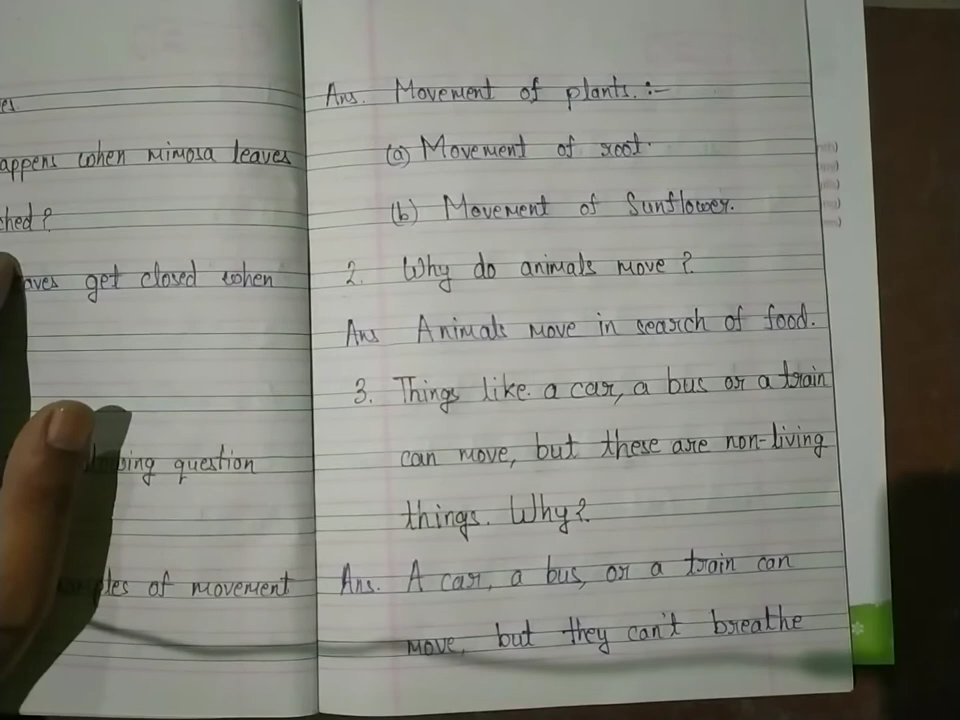 es.
appens when mimosa leaves
ched?
aves get closed when
question
of movement
Ans. Movement of plants. :-
(a) Movement of root.
(b) Movement of Sunflower.
2. Why do animals move?
Ans Animals move in search of food.
3. Things like a car, a bus or a train
can move, but these are non-living
things. Why?
Ans. A car, a bus, or a train can
move, but they can't breathe